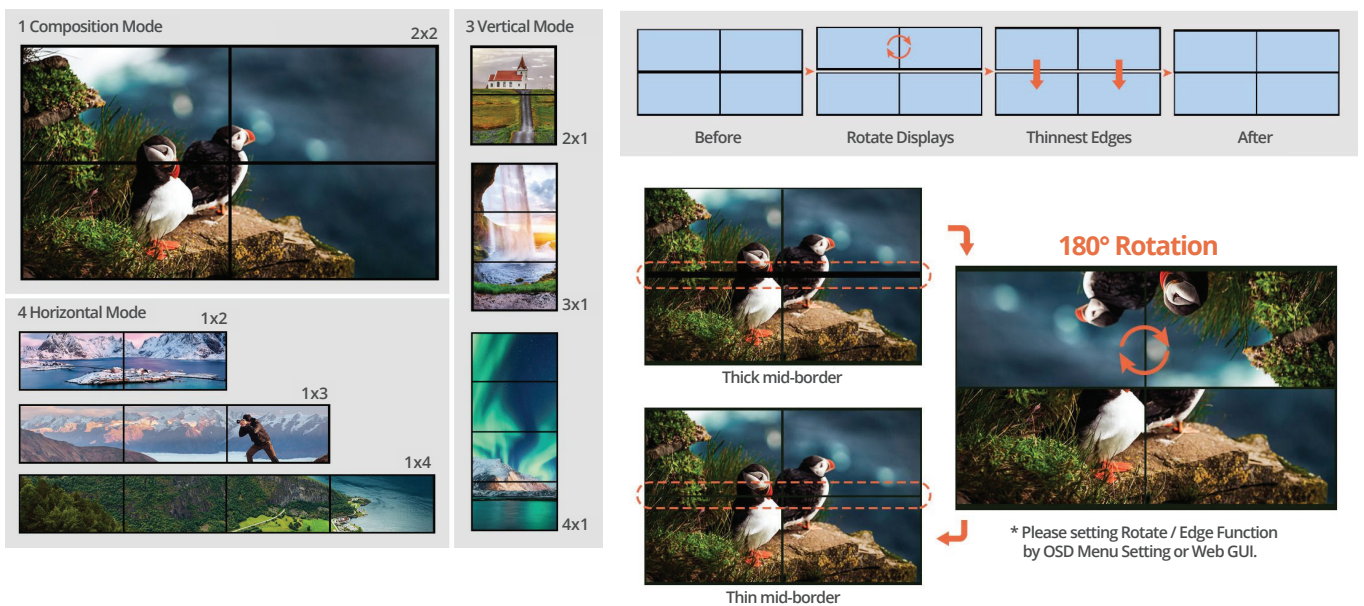 1 Composition Mode
2x2
3 Vertical Mode
2x1
3x1
4x1
4 Horizontal Mode
1x2
1x3
1x4
Before
Rotate Displays
Thinnest Edges
After
Thick mid-border
180° Rotation
Thin mid-border
* Please setting Rotate / Edge Function
by OSD Menu Setting or Web GUI.